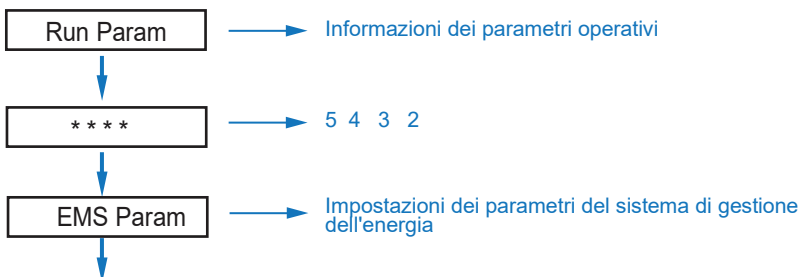 Run Param
Informazioni dei parametri operativi
* * * *
5 4 3 2
EMS Param
Impostazioni dei parametri del sistema di gestione
dell'energia